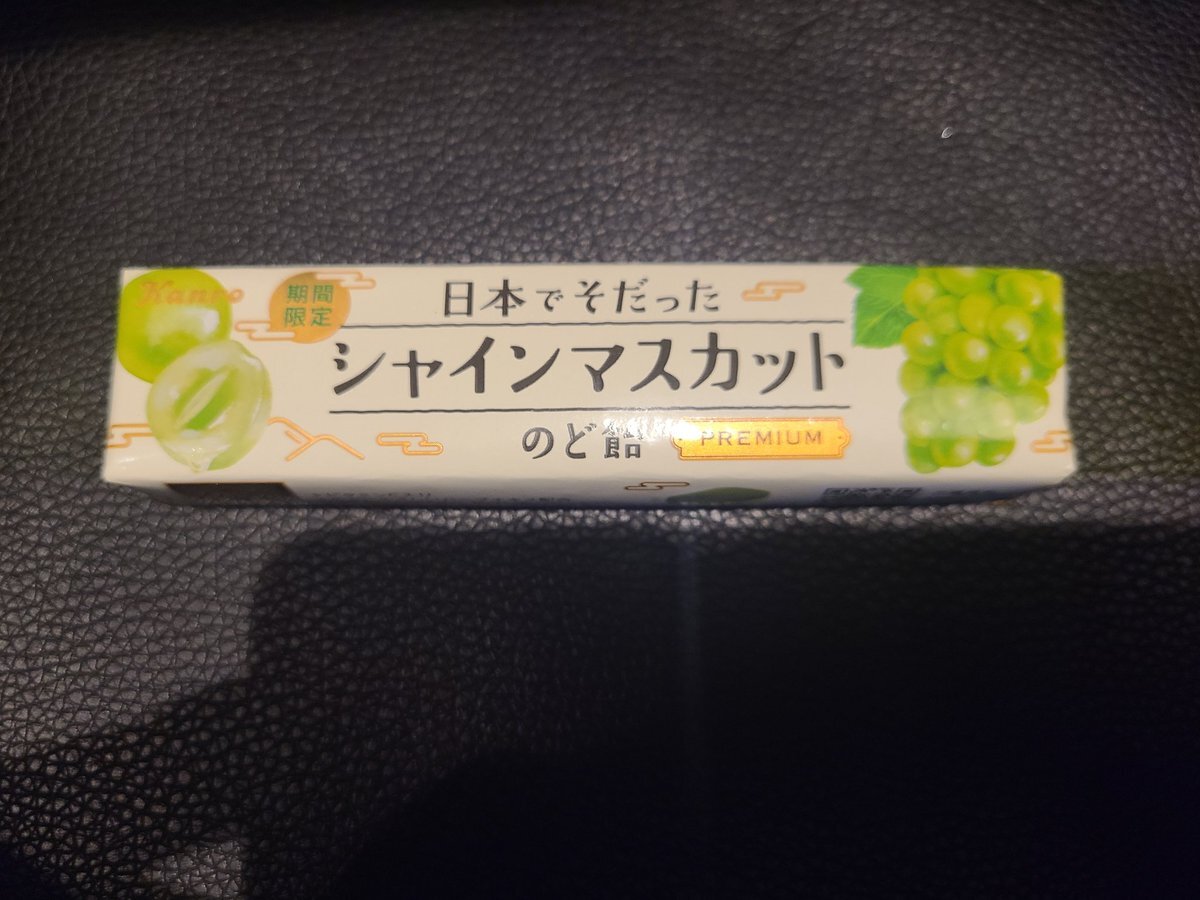 Kanro
期間
限定
日本でそだった
シャインマスカット
のど飴
PREMIUM